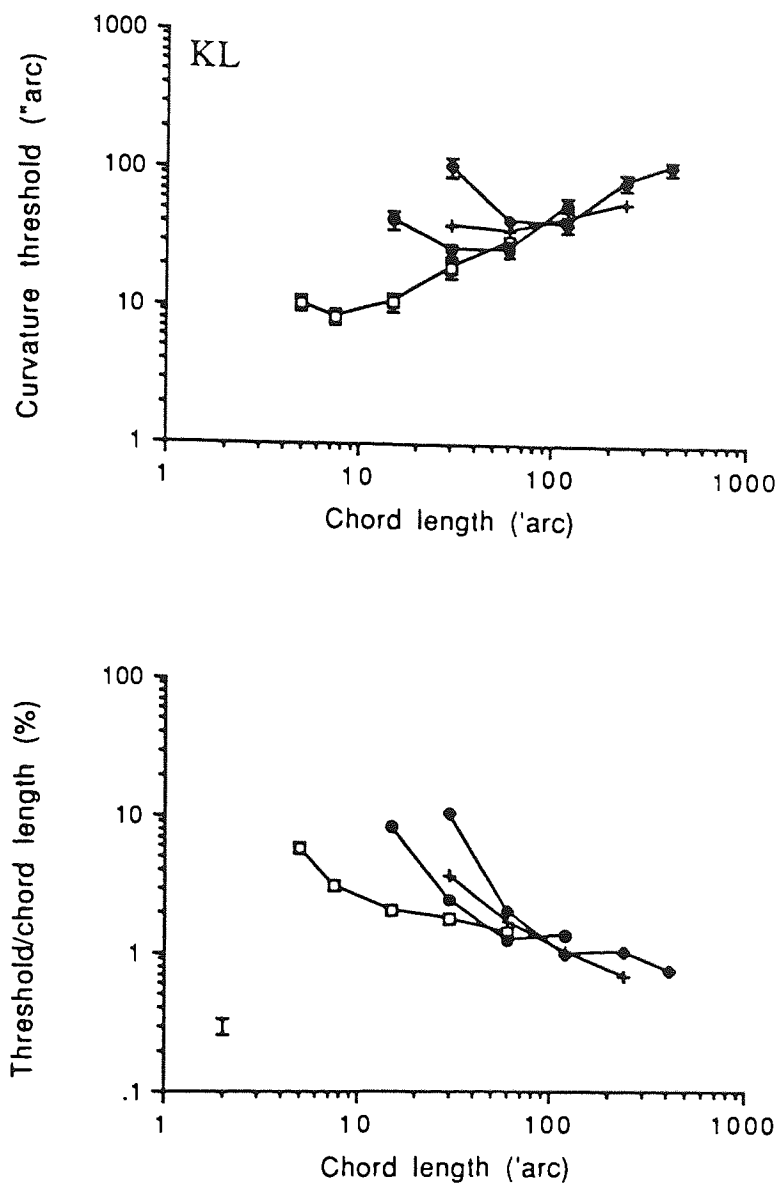 KL
Curvature threshold ("arc)
1000
100
10
1
1 10 100 1000
Chord length ('arc)
Threshold/chord length (%)
100
10
1
.1
1 10 100 1000
Chord length ('arc)